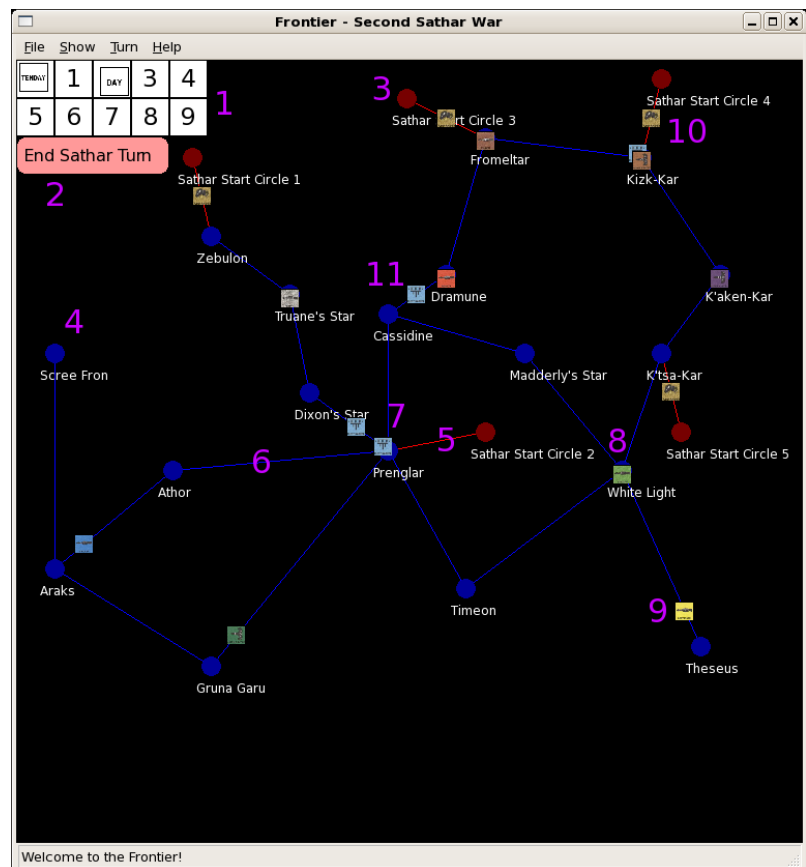 Frontier - Second Sathar War
File Show Turn Help
TENDAY 1 DAY 3 4
5 6 7 8 9
1
End Sathar Turn
2
3
Sathar Start Circle 1
Sathar rt Circle 3
Sathar Start Circle 4
10
Fromeltar
Kizk-Kar
Zebulon
11
Dramune
K'aken-Kar
Truane's Star
Cassidine
4
Scree Fron
Madderly's Star
K'tsa-Kar
Dixon's Star
7
5
8
6
Prenglar
Sathar Start Circle 2
Sathar Start Circle 5
Athor
White Light
Araks
Timeon
9
Theseus
Gruna Garu
Welcome to the Frontier!